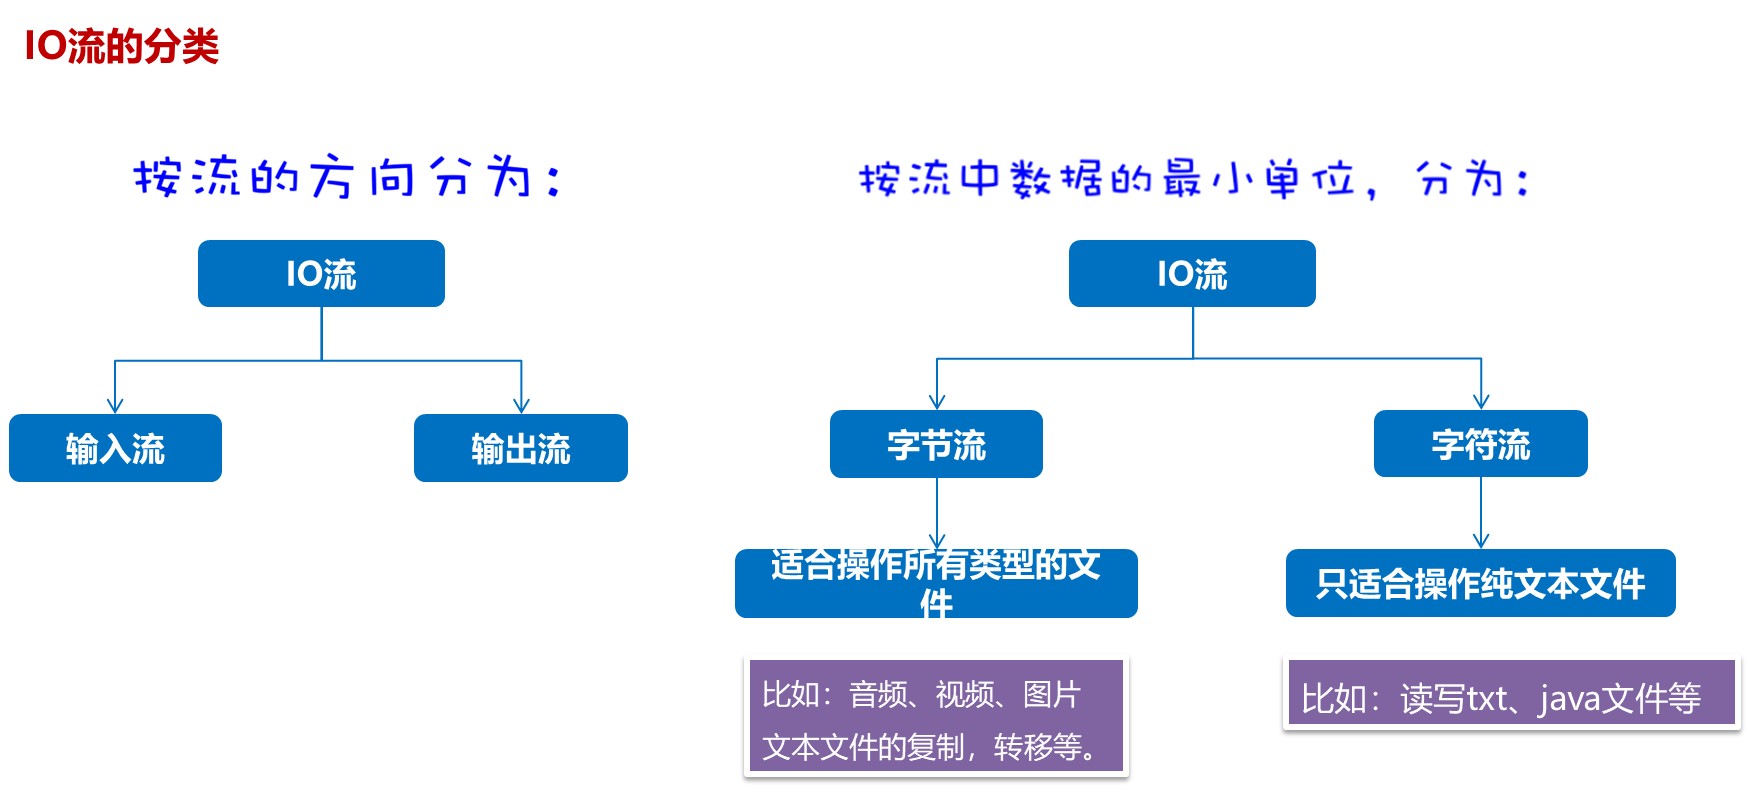 IO流的分类
按流的方向分为：
IO流
输入流
输出流
按流中数据的最小单位，分为：
IO流
字节流
字符流
适合操作所有类型的文
件
只适合操作纯文本文件
比如：音频、视频、图片
文本文件的复制，转移等。
比如：读写txt、java文件等